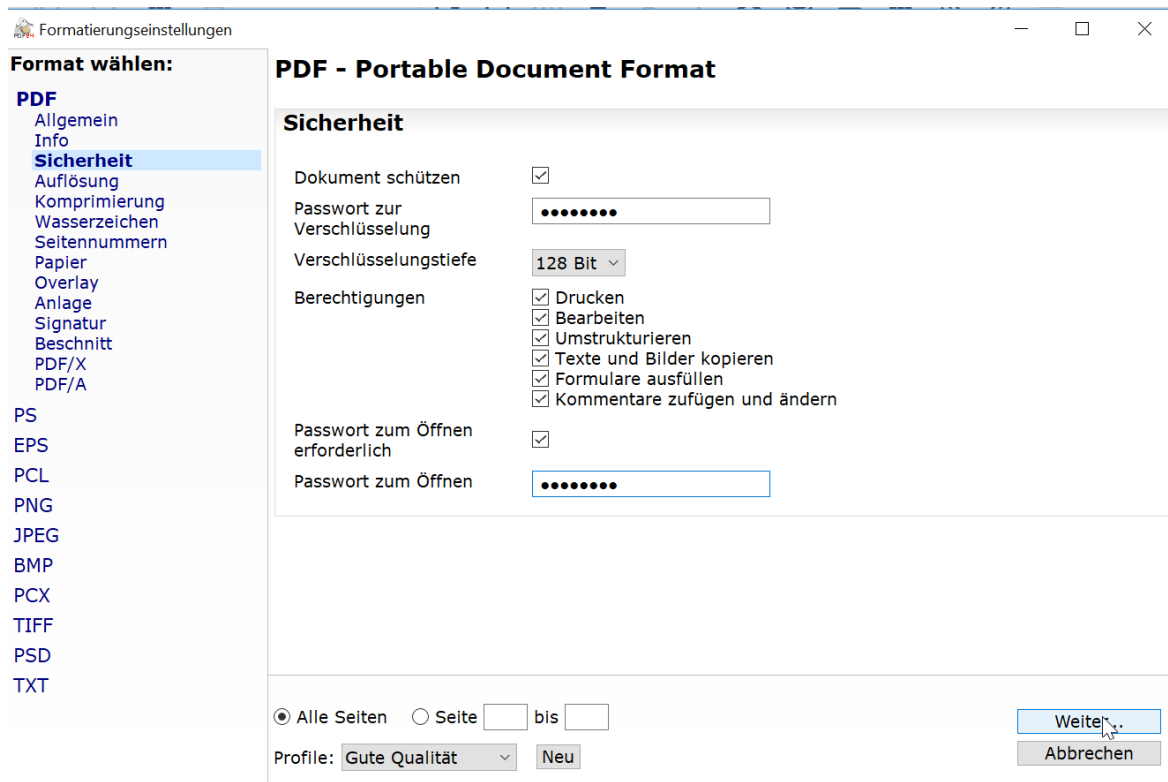 Formatierungseinstellungen
Format wählen:
PDF
Allgemein
Info
Sicherheit
Auflösung
Komprimierung
Wasserzeichen
Seitennummern
Papier
Overlay
Anlage
Signatur
Beschnitt
PDF/X
PDF/A
PS
EPS
PCL
PNG
JPEG
BMP
PCX
TIFF
PSD
TXT
PDF - Portable Document Format
Sicherheit
Dokument schützen
Passwort zur
Verschlüsselung
••••••••
Verschlüsselungstiefe
128 Bit
Berechtigungen
Drucken
Bearbeiten
Umstrukturieren
Texte und Bilder kopieren
Formulare ausfüllen
Kommentare zufügen und ändern
Passwort zum Öffnen
erforderlich
Passwort zum Öffnen
••••••••
Alle Seiten Seite bis
Profile: Gute Qualität Neu
Weiter...
Abbrechen